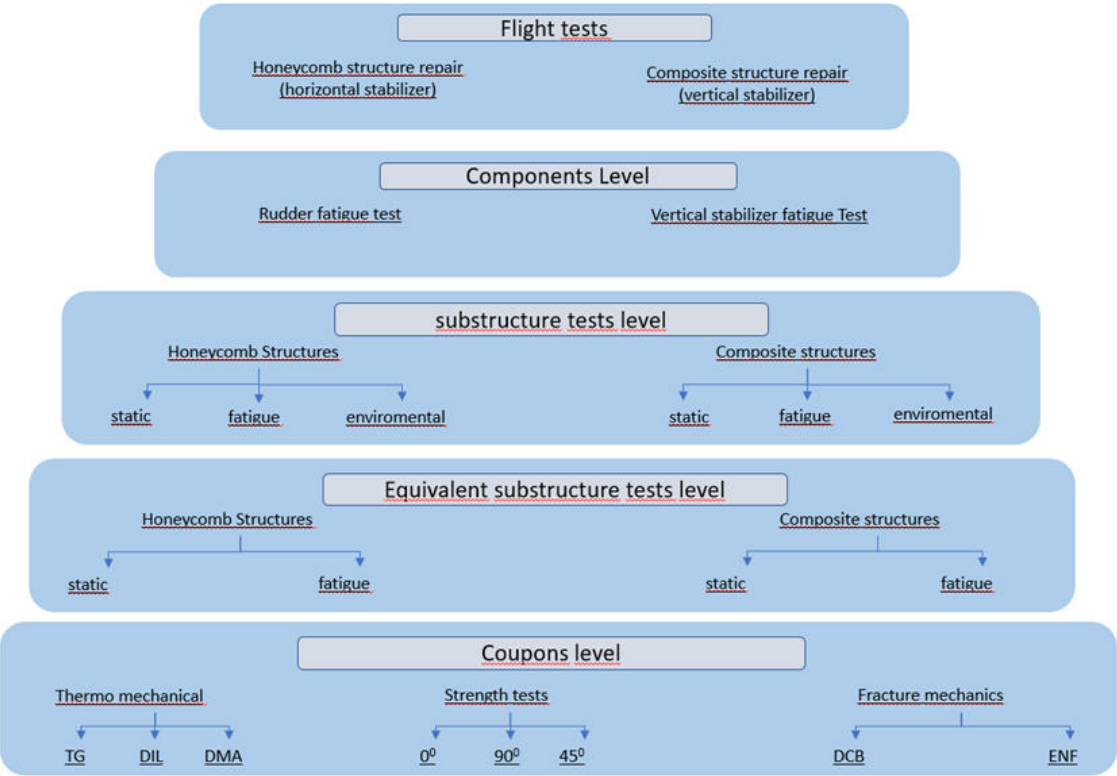 Flight tests
Honeycomb structure repair
(horizontal stabilizer)
Composite structure repair
(vertical stabilizer)
Components Level
Rudder fatigue test
Vertical stabilizer fatigue Test
substructure tests level
Honeycomb Structures
Composite structures
static
fatigue
enviromental
static
fatigue
enviromental
Equivalent substructure tests level
Honeycomb Structures
Composite structures
static
fatigue
static
fatigue
Coupons level
Thermo mechanical
Strength tests
Fracture mechanics
TG
DIL
DMA
0⁰
90⁰
45⁰
DCB
ENF